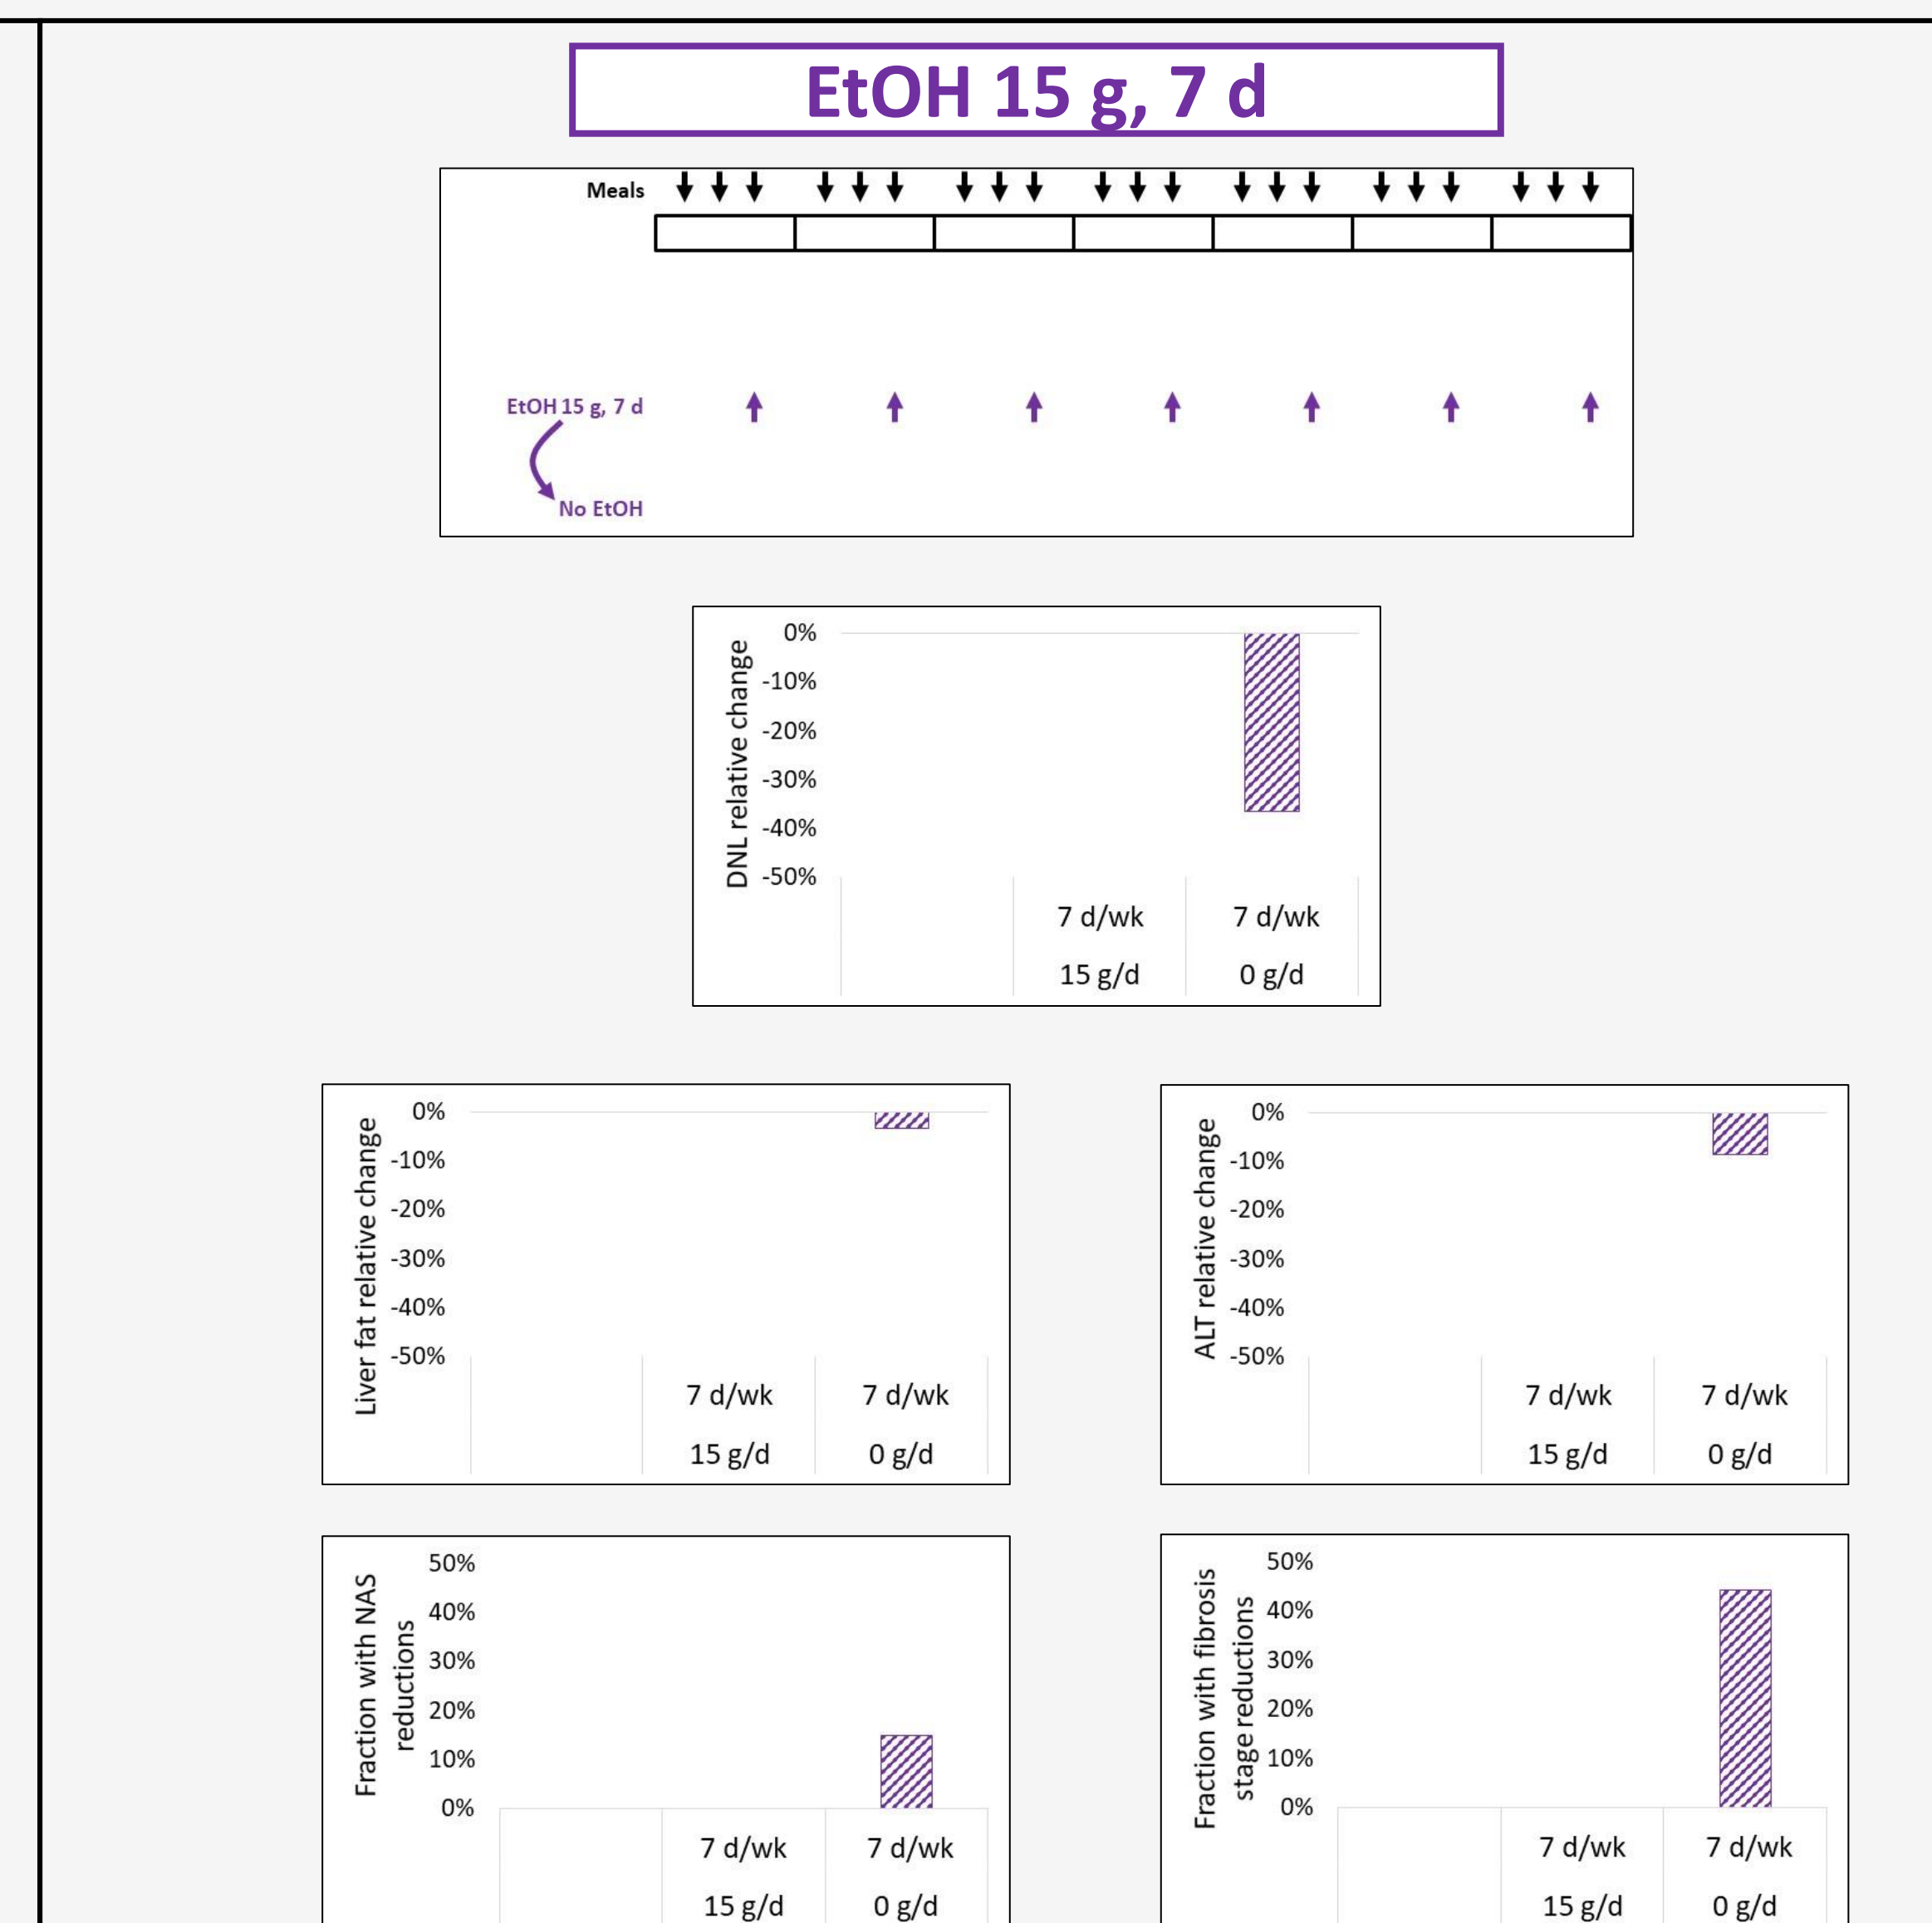 EtOH 15 g, 7 d
Meals
EtOH 15 g, 7 d
No EtOH
DNL relative change
0%
-10%
-20%
-30%
-40%
-50%
7 d/wk
7 d/wk
15 g/d
0 g/d
Liver fat relative change
0%
-10%
-20%
-30%
-40%
-50%
7 d/wk
7 d/wk
15 g/d
0 g/d
ALT relative change
0%
-10%
-20%
-30%
-40%
-50%
7 d/wk
7 d/wk
15 g/d
0 g/d
Fraction with NAS
reductions
50%
40%
30%
20%
10%
0%
7 d/wk
7 d/wk
15 g/d
0 g/d
Fraction with fibrosis
stage reductions
50%
40%
30%
20%
10%
0%
7 d/wk
7 d/wk
15 g/d
0 g/d